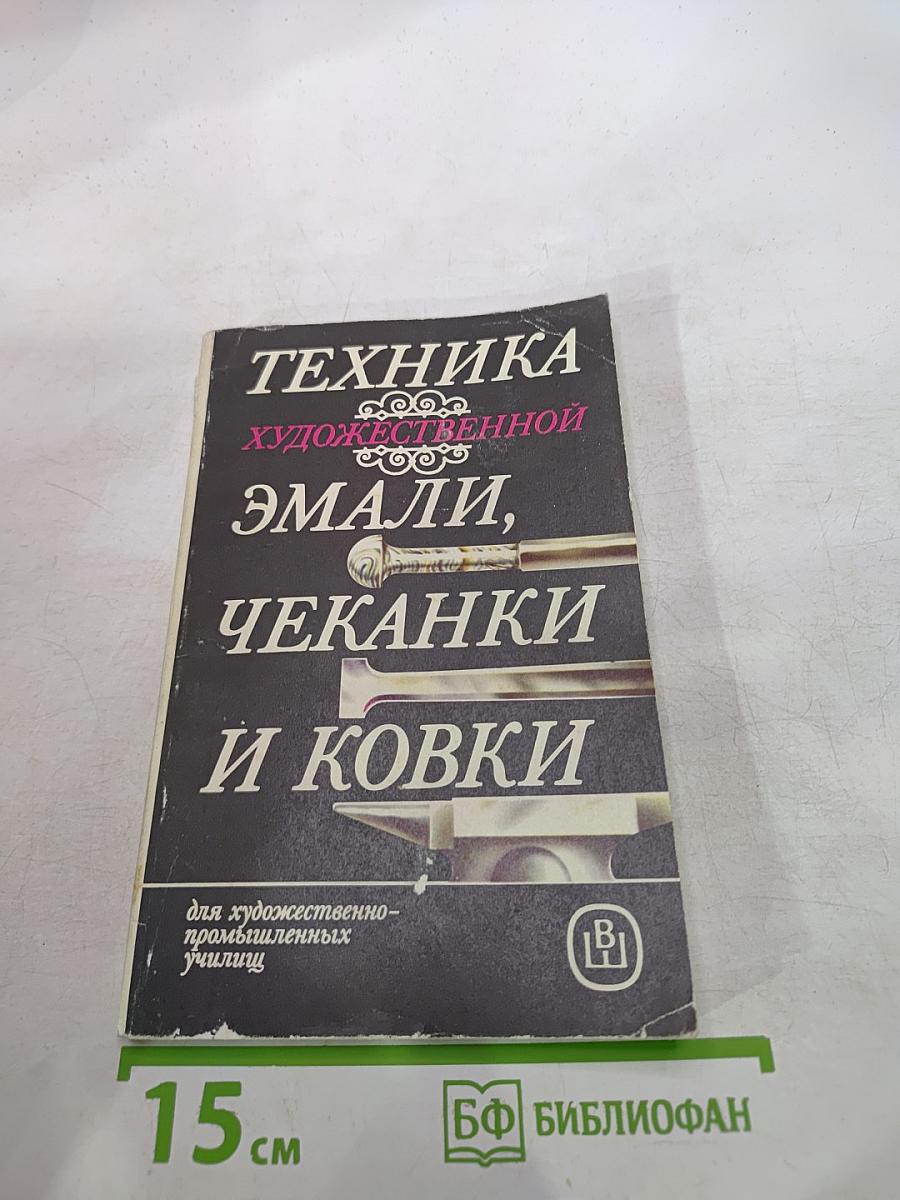 ТЕХНИКА
ХУДОЖЕСТВЕННОЙ
ЭМАЛИ,
ЧЕКАНКИ
И КОВКИ
для художественно-
промышленных
училищ
ВШ
15 см
БФ БИБЛИОФАН